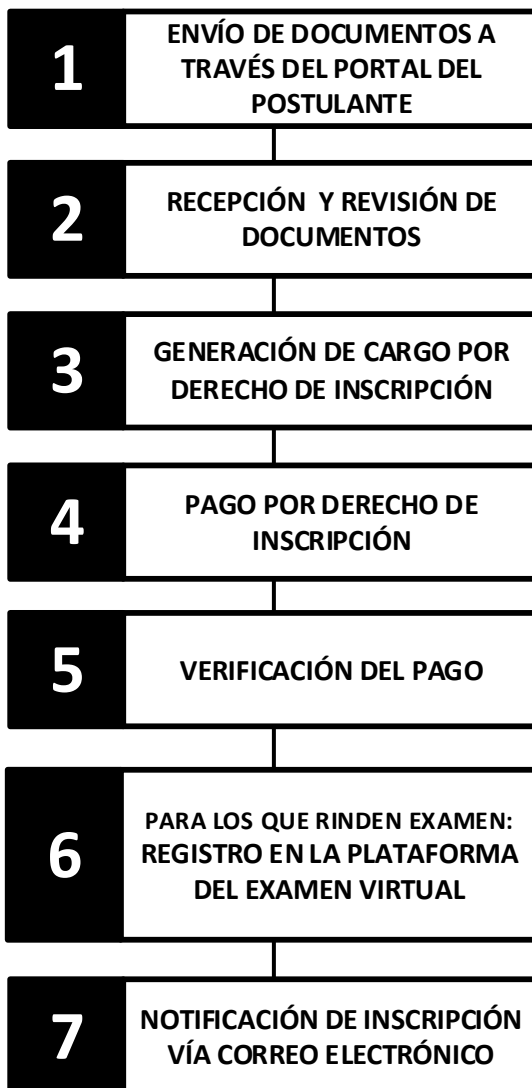 1
ENVÍO DE DOCUMENTOS A
TRAVÉS DEL PORTAL DEL
POSTULANTE
2
RECEPCIÓN Y REVISIÓN DE
DOCUMENTOS
3
GENERACIÓN DE CARGO POR
DERECHO DE INSCRIPCIÓN
4
PAGO POR DERECHO DE
INSCRIPCIÓN
5
VERIFICACIÓN DEL PAGO
6
PARA LOS QUE RINDEN EXAMEN:
REGISTRO EN LA PLATAFORMA
DEL EXAMEN VIRTUAL
7
NOTIFICACIÓN DE INSCRIPCIÓN
VÍA CORREO ELECTRÓNICO